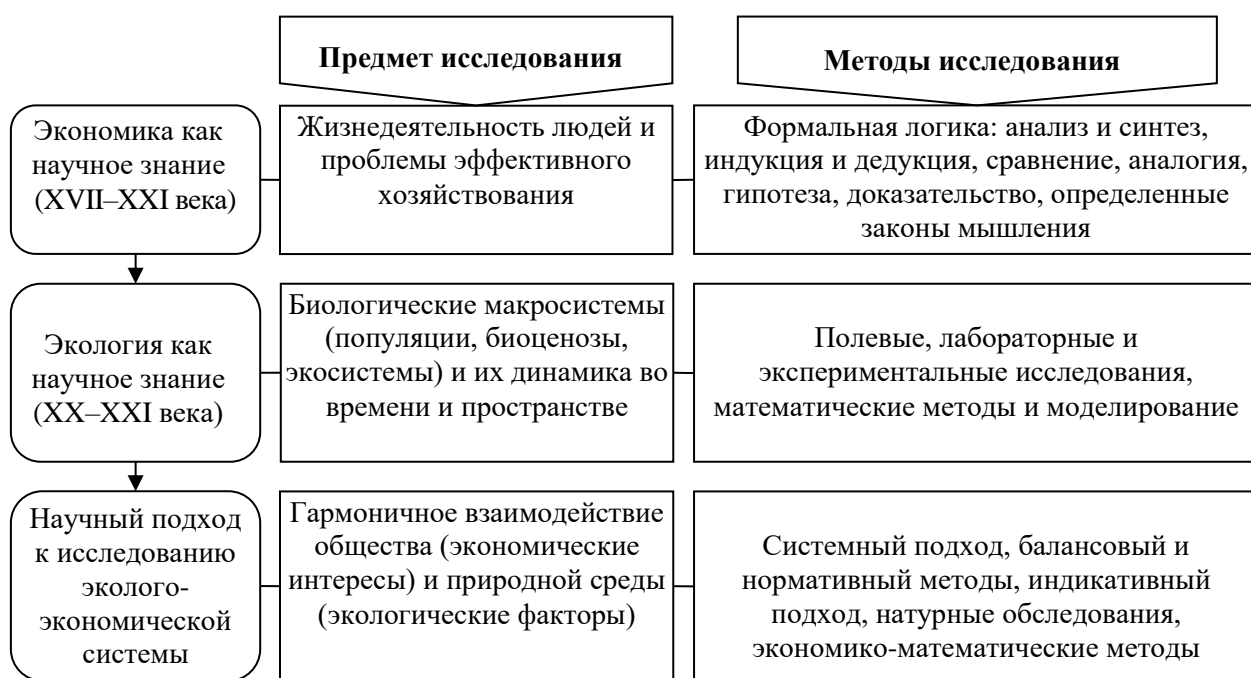 Предмет исследования
Методы исследования
Экономика как
научное знание
(XVII–XXI века)
Жизнедеятельность людей и
проблемы эффективного
хозяйствования
Формальная логика: анализ и синтез,
индукция и дедукция, сравнение, аналогия,
гипотеза, доказательство, определенные
законы мышления
Экология как
научное знание
(XX–XXI века)
Биологические макросистемы
(популяции, биоценозы,
экосистемы) и их динамика во
времени и пространстве
Полевые, лабораторные и
экспериментальные исследования,
математические методы и моделирование
Научный подход
к исследованию
эколого-
экономической
системы
Гармоничное взаимодействие
общества (экономические
интересы) и природной среды
(экологические факторы)
Системный подход, балансовый и
нормативный методы, индикативный
подход, натурные обследования,
экономико-математические методы